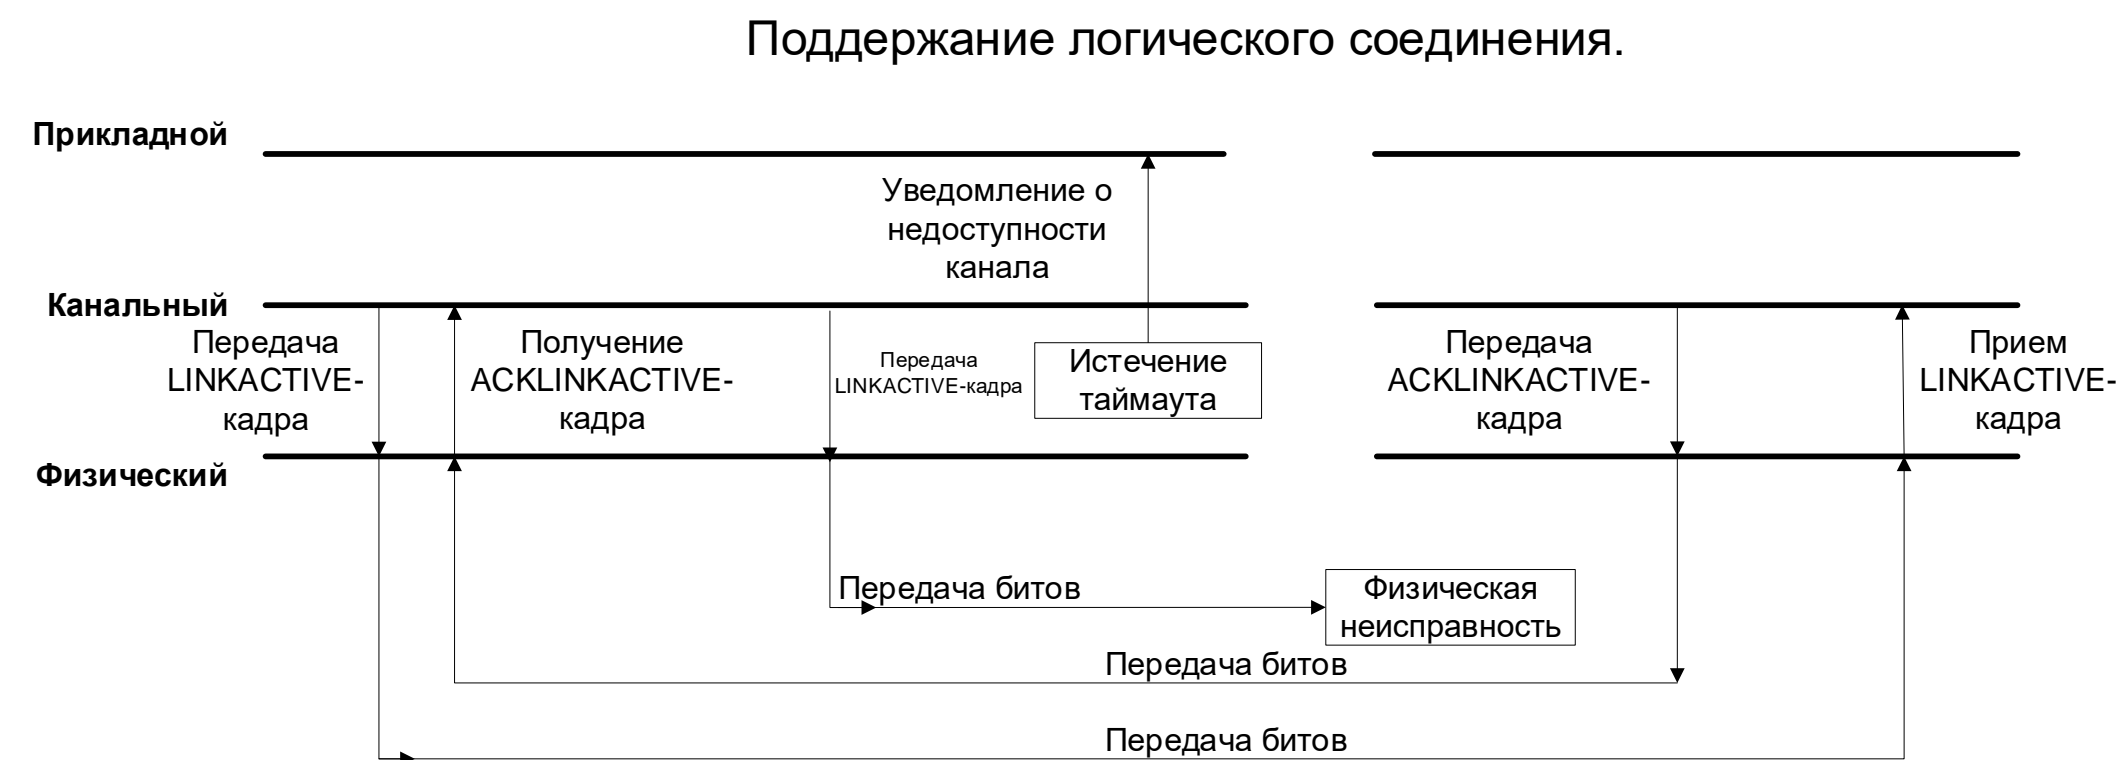 Поддержание логического соединения.
Прикладной
Уведомление о
недоступности
канала
Канальный
Передача
LINKACTIVE-
кадра
Получение
ACKLINKACTIVE-
кадра
Передача
LINKACTIVE-кадра
Истечение
таймаута
Передача
ACKLINKACTIVE-
кадра
Прием
LINKACTIVE-
кадра
Физический
Передача битов
Физическая
неисправность
Передача битов
Передача битов